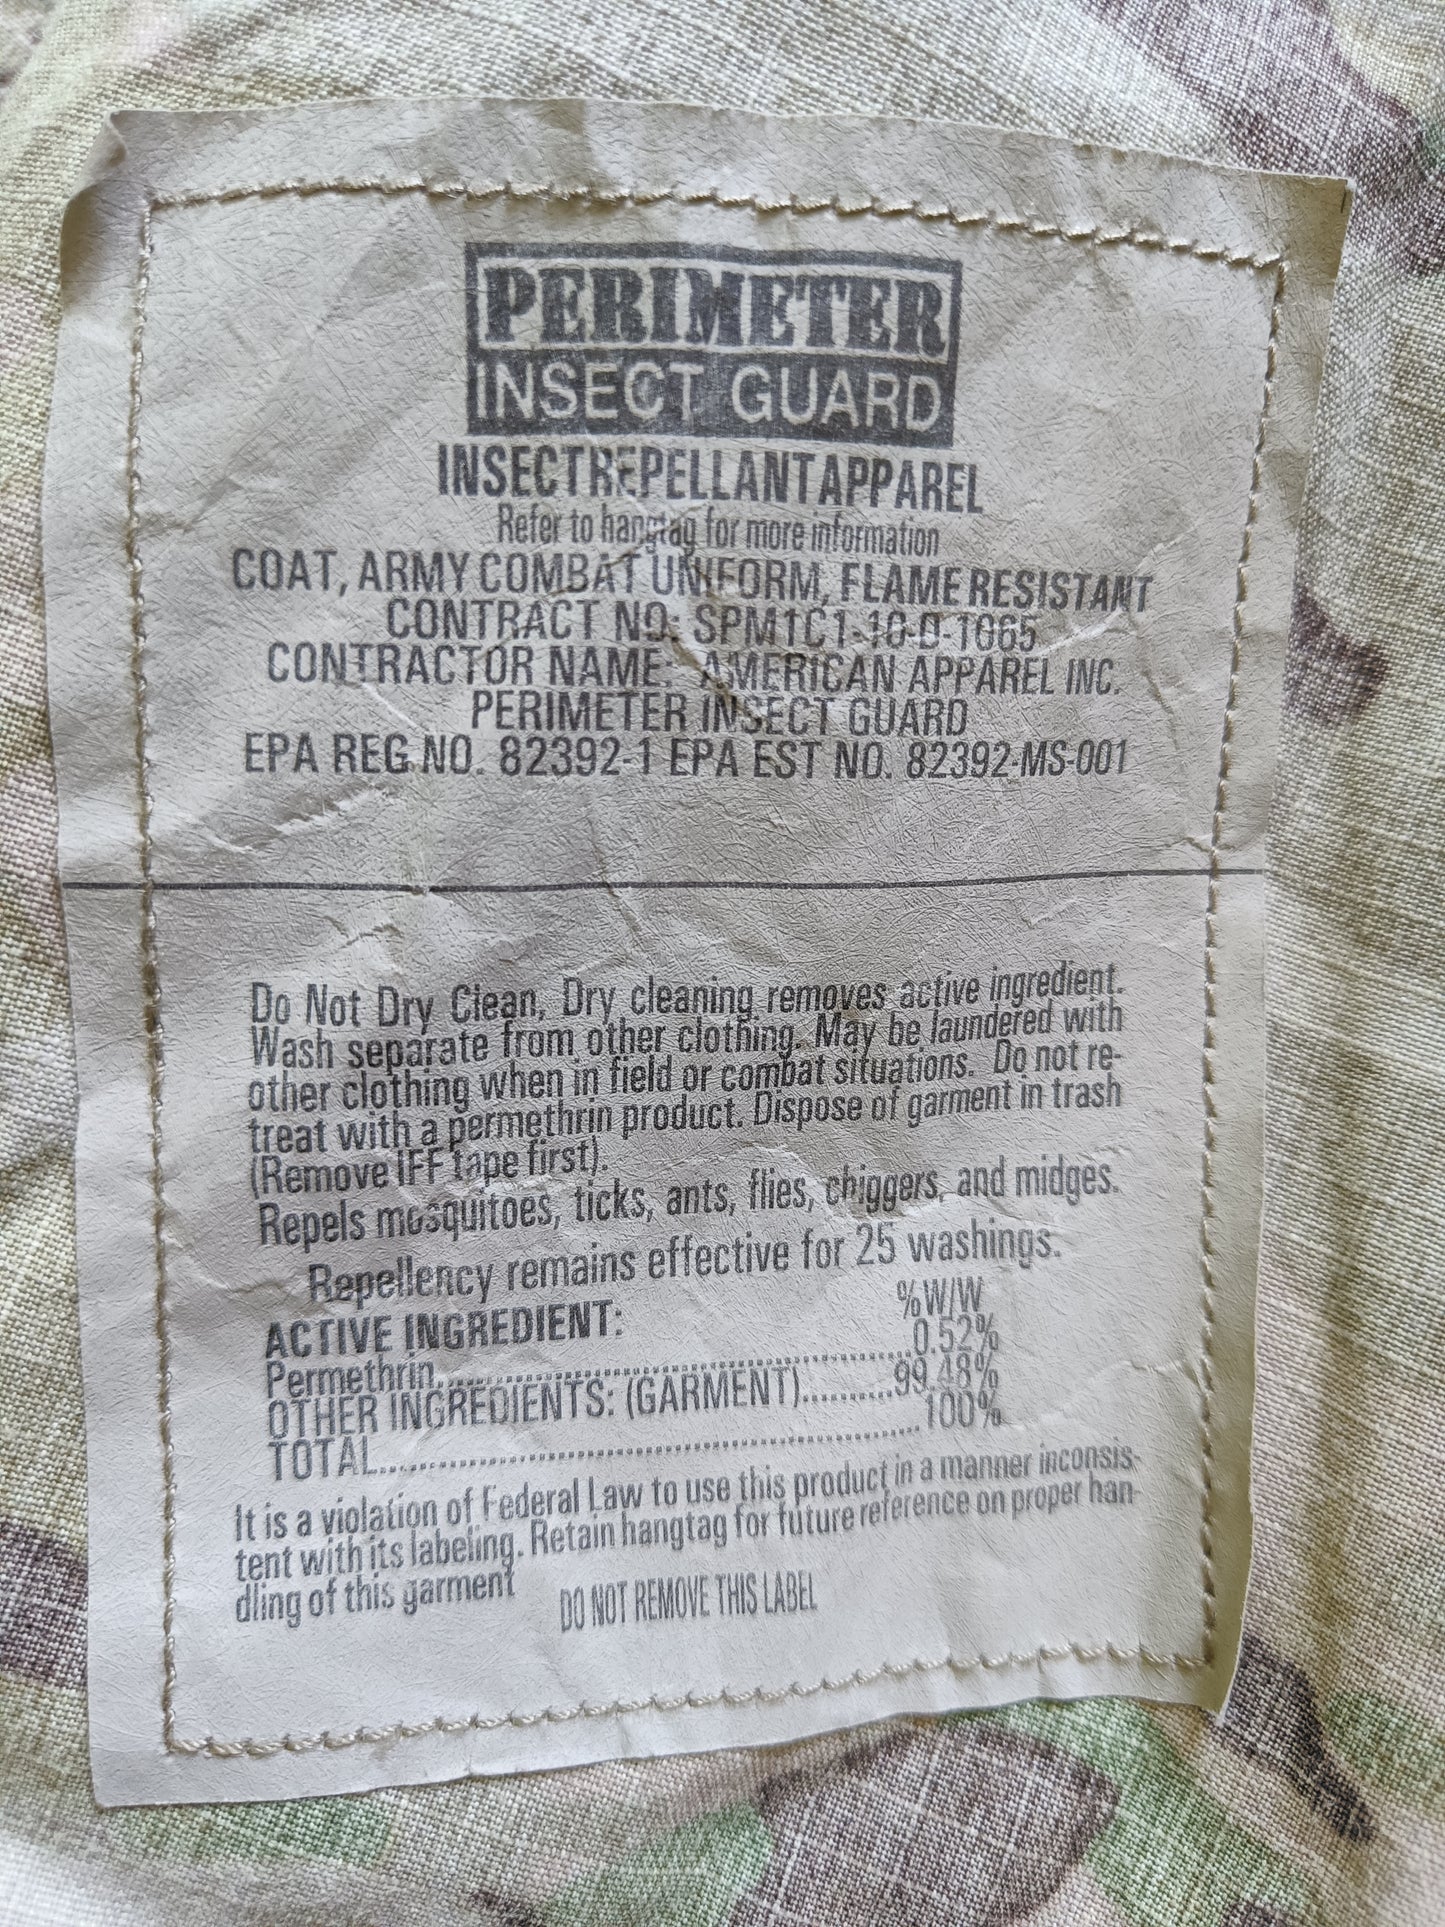 PERIMETER
INSECT GUARD
INSECT REPELLANT APPAREL
Refer to hangtag for more information
COAT, ARMY COMBAT UNIFORM, FLAME RESISTANT
CONTRACT NO: SPM1C1-10-D-1065
CONTRACTOR NAME: AMERICAN APPAREL INC.
PERIMETER INSECT GUARD
EPA REG NO. 82392-1 EPA EST NO. 82392-MS-001
Do Not Dry Clean, Dry cleaning removes active ingredient.
Wash separate from other clothing. May be laundered with
other clothing when in field or combat situations. Do not re-
treat with a permethrin product. Dispose of garment in trash
(Remove IFF tape first).
Repels mosquitoes, ticks, ants, flies, chiggers, and midges.
Repellency remains effective for 25 washings.
ACTIVE INGREDIENT: %W/W
Permethrin..............................................0.52%
OTHER INGREDIENTS: (GARMENT)..........99.48%
TOTAL.......................................................100%
It is a violation of Federal Law to use this product in a manner inconsis-
tent with its labeling. Retain hangtag for future reference on proper han-
dling of this garment
DO NOT REMOVE THIS LABEL